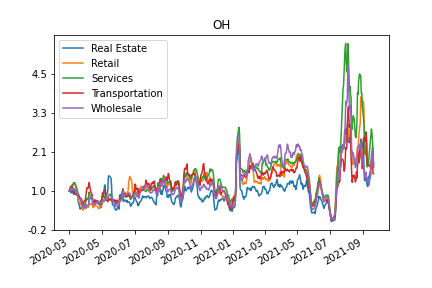 OH
Real Estate
Retail
Services
Transportation
Wholesale
4.5
3.3
2.1
1.0
-0.2
2020-03
2020-05
2020-07
2020-09
2020-11
2021-01
2021-03
2021-05
2021-07
2021-09